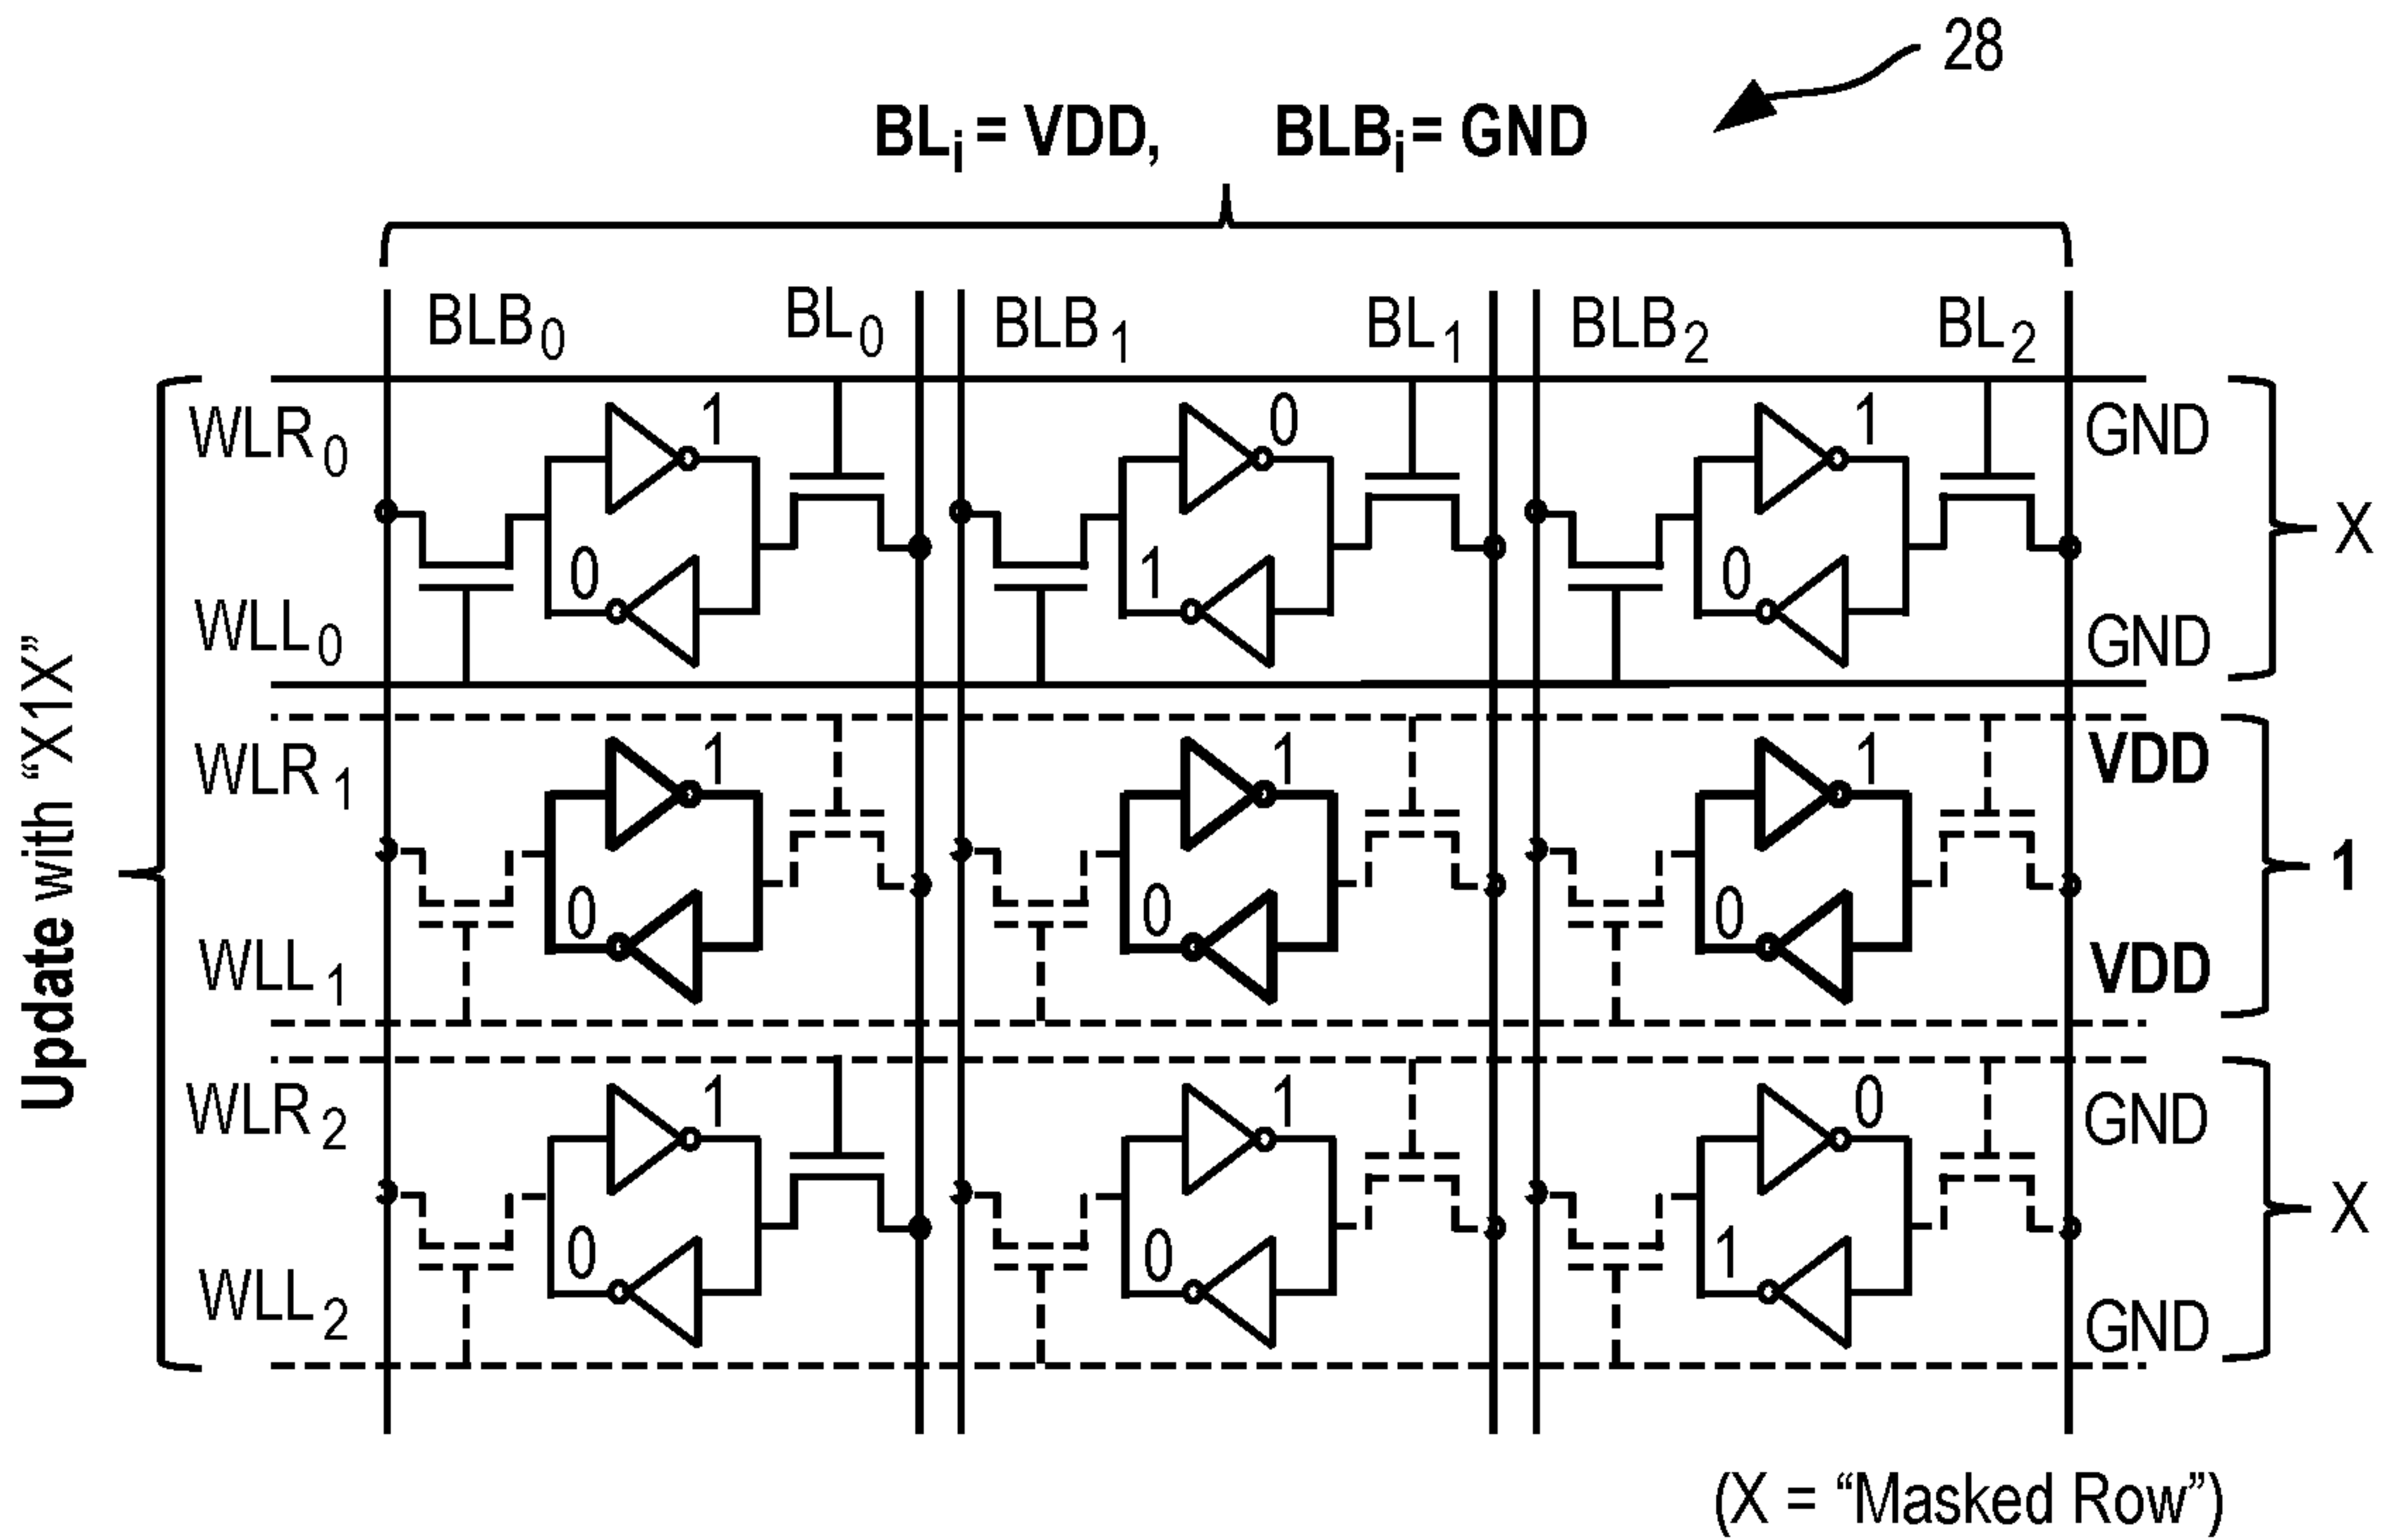 28
BLi = VDD, BLBi = GND
BLB0 BL0 BLB1 BL1 BLB2 BL2
WLR0 1 0 1 GND
X
WLL0 0 1 0 GND
Update with “X1X”
WLR1 1 1 1 VDD
1
WLL1 0 0 0 VDD
WLR2 1 1 0 GND
X
WLL2 0 0 1 GND
(X = “Masked Row”)